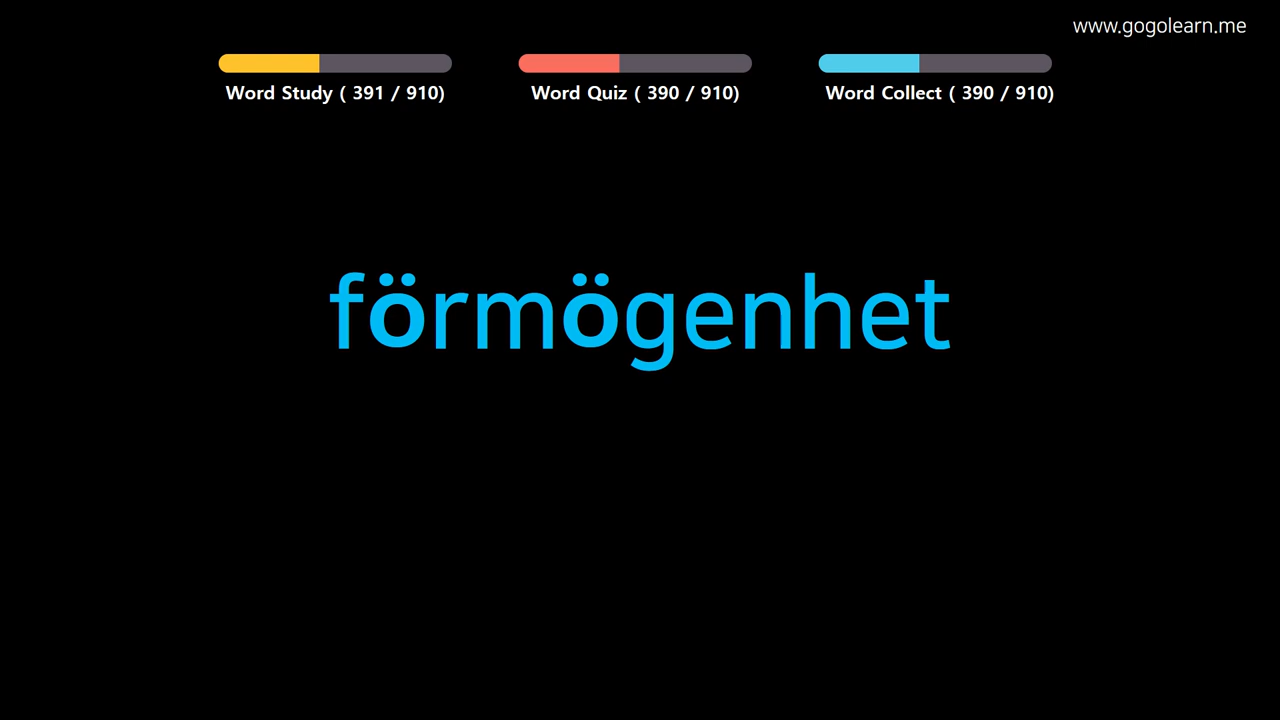 www.gogolearn.me
Word Study ( 391 / 910)
Word Quiz ( 390 / 910)
Word Collect ( 390 / 910)
förmögenhet